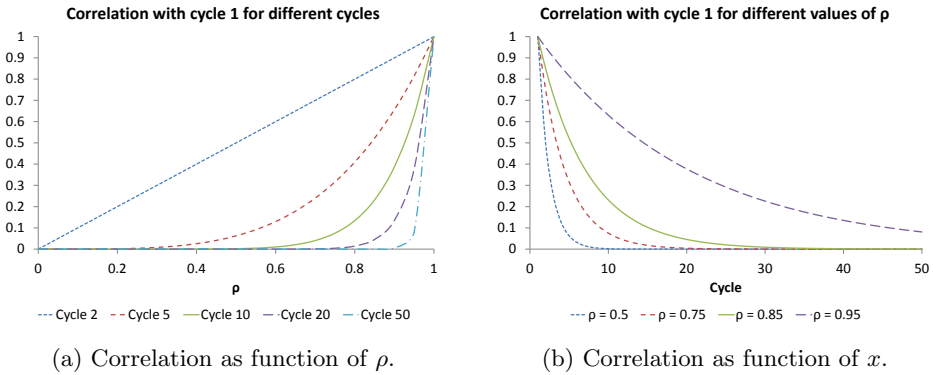 Correlation with cycle 1 for different cycles
1
0.9
0.8
0.7
0.6
0.5
0.4
0.3
0.2
0.1
0
0 0.2 0.4 0.6 0.8 1
ρ
Cycle 2 Cycle 5 Cycle 10 Cycle 20 Cycle 50
(a) Correlation as function of ρ.
Correlation with cycle 1 for different values of ρ
1
0.9
0.8
0.7
0.6
0.5
0.4
0.3
0.2
0.1
0
0 10 20 30 40 50
Cycle
ρ = 0.5 ρ = 0.75 ρ = 0.85 ρ = 0.95
(b) Correlation as function of x.